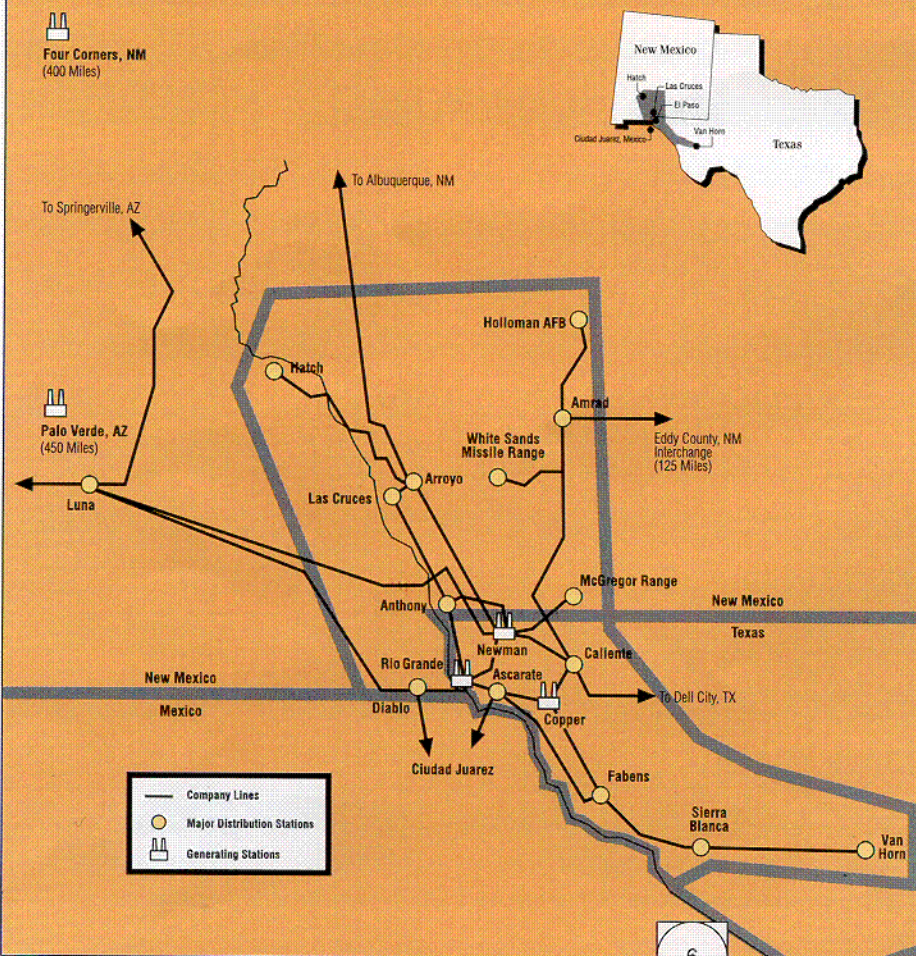 Four Corners, NM
(400 Miles)
New Mexico
Hatch
Las Cruces
El Paso
Ciudad Juarez, Mexico
Van Horn
Texas
To Albuquerque, NM
To Springerville, AZ
Holloman AFB
Hatch
Amrad
Palo Verde, AZ
(450 Miles)
White Sands
Missile Range
Eddy County, NM
Interchange
(125 Miles)
Luna
Las Cruces
Arroyo
McGregor Range
Anthony
New Mexico
Texas
Newman
Caliente
Rio Grande
Ascarate
New Mexico
Mexico
Diablo
Copper
To Dell City, TX
Ciudad Juarez
Fabens
Sierra
Blanca
Van
Horn
Company Lines
Major Distribution Stations
Generating Stations
6